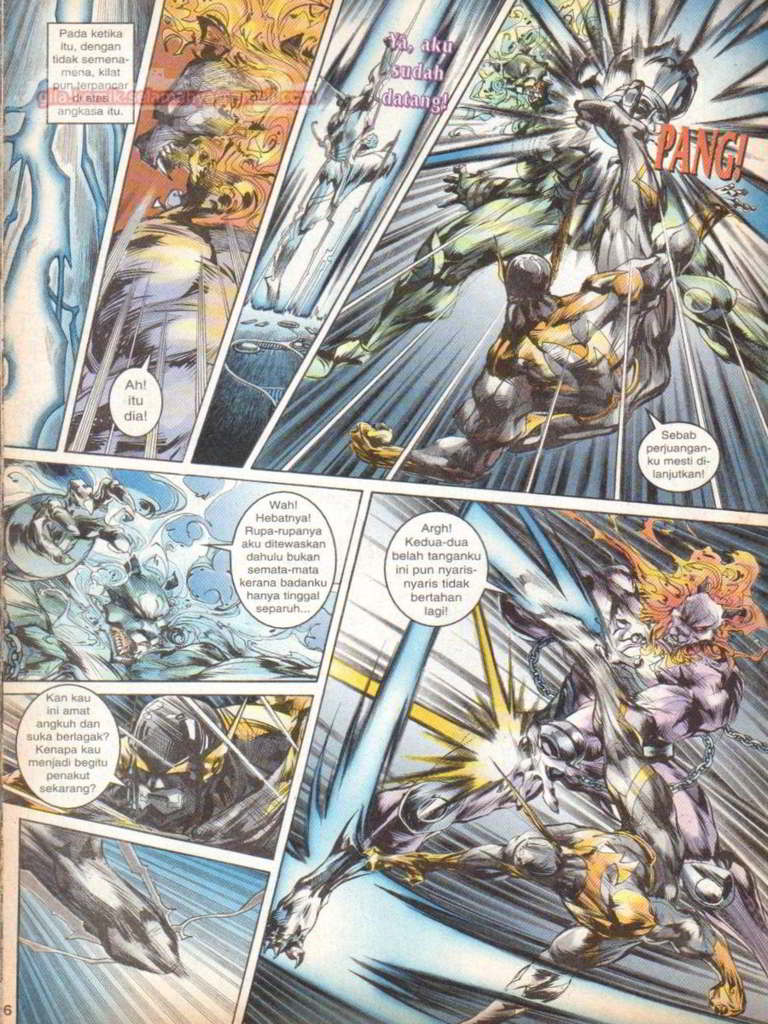 Pada ketika
itu, dengan
tidak semena-
mena, kilat
pun terpancar
di atas
angkasa itu.
Ah!
itu
dia!
Ya, aku
sudah
datang!
PANG!
Sebab
perjuangan-
ku mesti di-
lanjutkan!
Wah!
Hebatnya!
Rupa-rupanya
aku ditewaskan
dahulu bukan
semata-mata
kerana badanku
hanya tinggal
separuh...
Argh!
Kedua-dua
belah tanganku
ini pun nyaris-
nyaris tidak
bertahan
lagi!
Kan kau
ini amat
angkuh dan
suka berlagak?
Kenapa kau
menjadi begitu
penakut
sekarang?
6